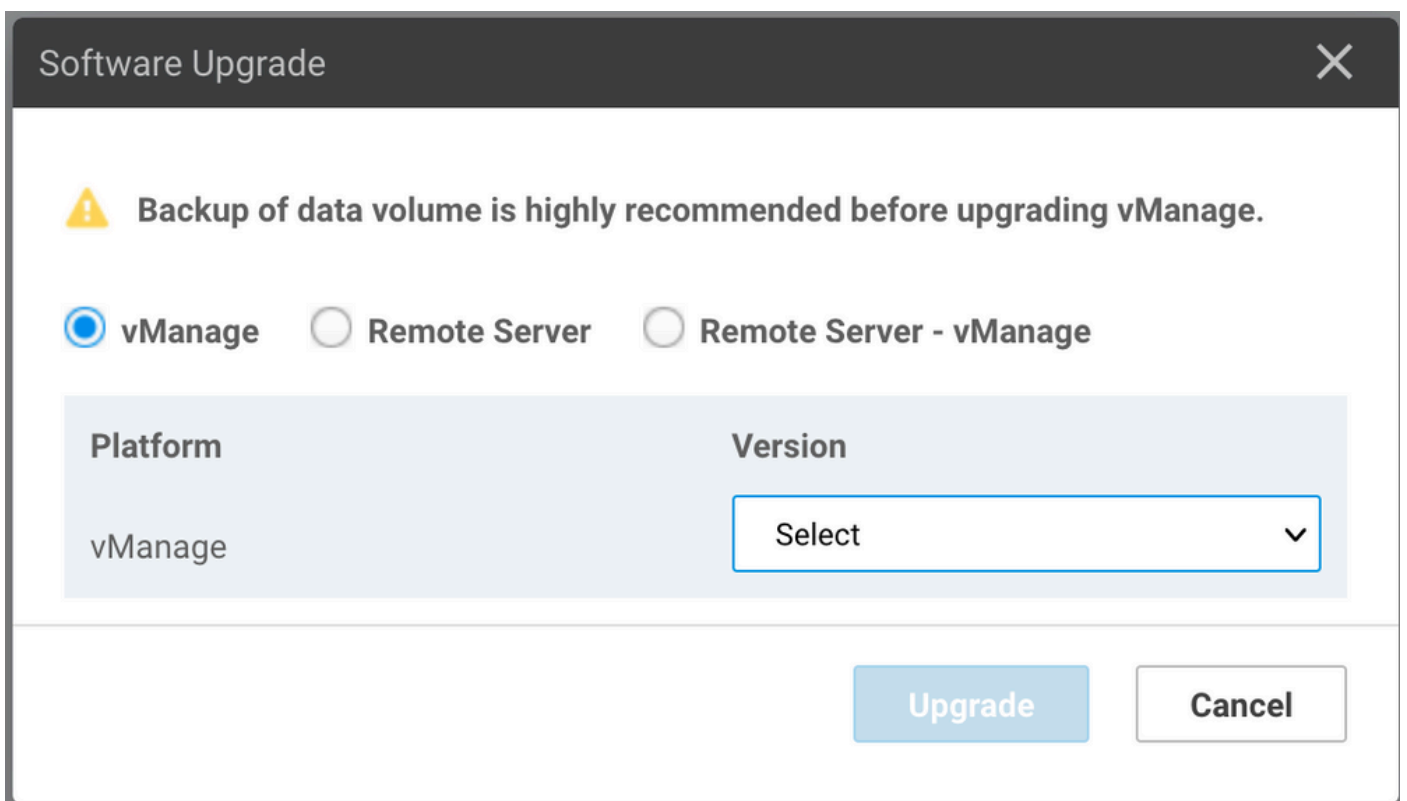 Software Upgrade
Backup of data volume is highly recommended before upgrading vManage.
vManage Remote Server Remote Server - vManage
Platform Version
vManage Select
Upgrade Cancel